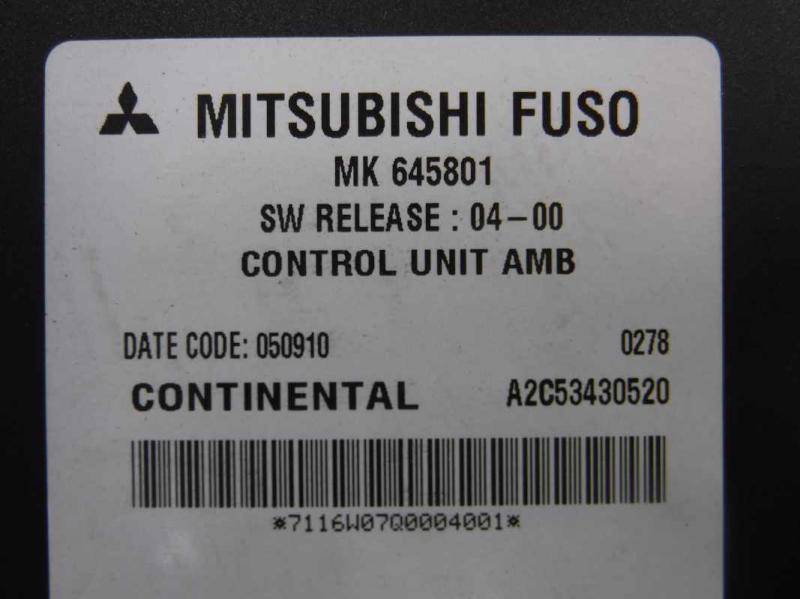 MITSUBISHI FUSO
MK 645801
SW RELEASE : 04-00
CONTROL UNIT AMB
DATE CODE: 050910 0278
CONTINENTAL A2C53430520
*7116W07Q0004001*